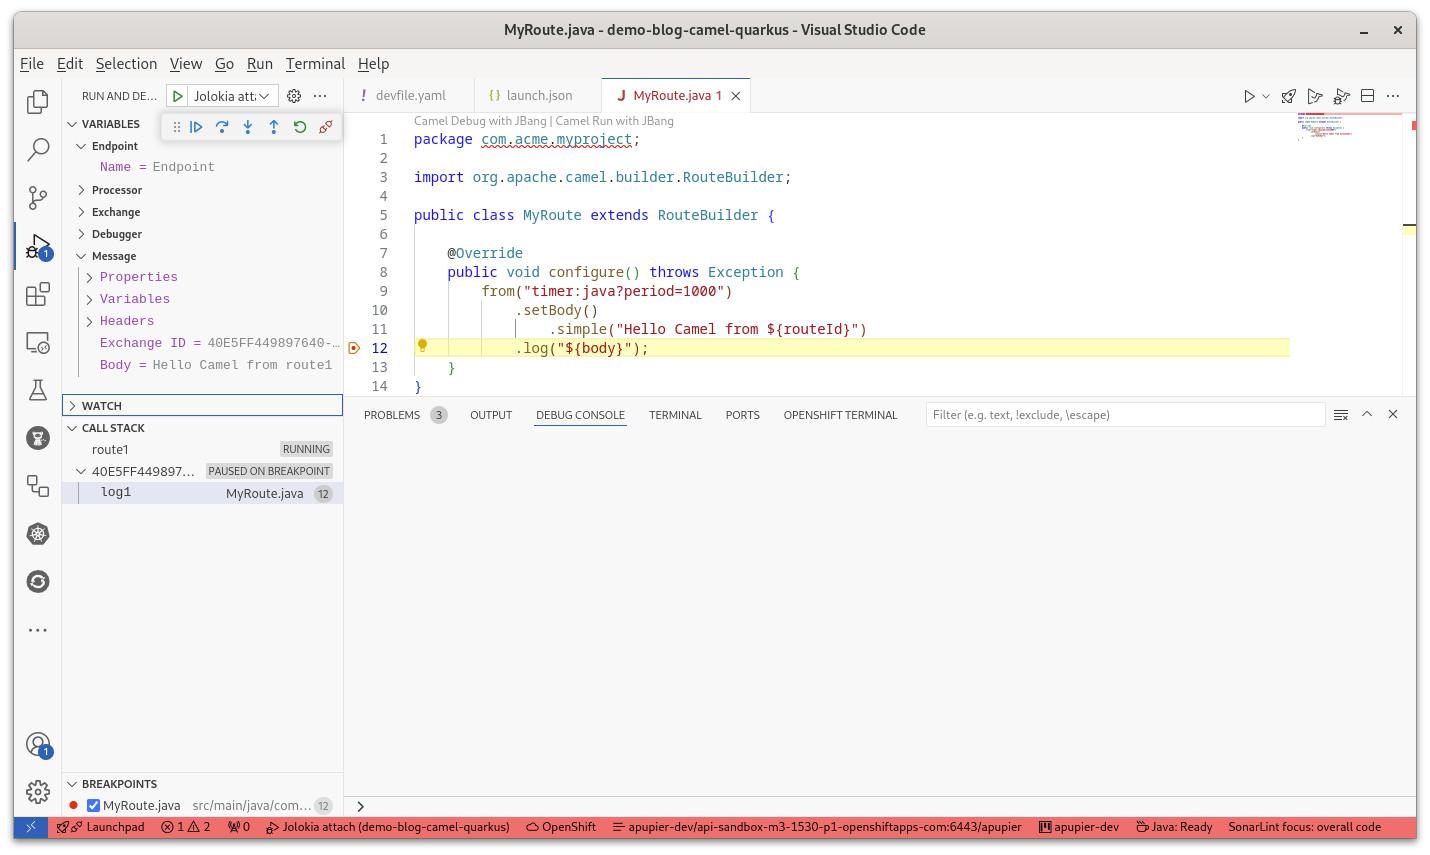 MyRoute.java - demo-blog-camel-quarkus - Visual Studio Code
File Edit Selection View Go Run Terminal Help
RUN AND DE... Jolokia atta
devfile.yaml
launch.json
MyRoute.java 1
VARIABLES
Endpoint
Name = Endpoint
Processor
Exchange
Debugger
Message
Properties
Variables
Headers
Exchange ID = 40E5FF449897640-...
Body = Hello Camel from route1
WATCH
CALL STACK
route1 RUNNING
40E5FF449897... PAUSED ON BREAKPOINT
log1 MyRoute.java 12
BREAKPOINTS
MyRoute.java src/main/java/com... 12
1
1
Camel Debug with JBang | Camel Run with JBang
1 package com.acme.myproject;
2
3 import org.apache.camel.builder.RouteBuilder;
4
5 public class MyRoute extends RouteBuilder {
6
7 @Override
8 public void configure() throws Exception {
9 from("timer:java?period=1000")
10 .setBody()
11 .simple("Hello Camel from ${routeId}")
12 .log("${body}");
13 }
14 }
PROBLEMS 3 OUTPUT DEBUG CONSOLE TERMINAL PORTS OPENSHIFT TERMINAL Filter (e.g. text, !exclude, \escape)
Launchpad 1 2 0 Jolokia attach (demo-blog-camel-quarkus) OpenShift apupier-dev/api-sandbox-m3-1530-p1-openshiftapps-com:6443/apupier apupier-dev Java: Ready SonarLint focus: overall code